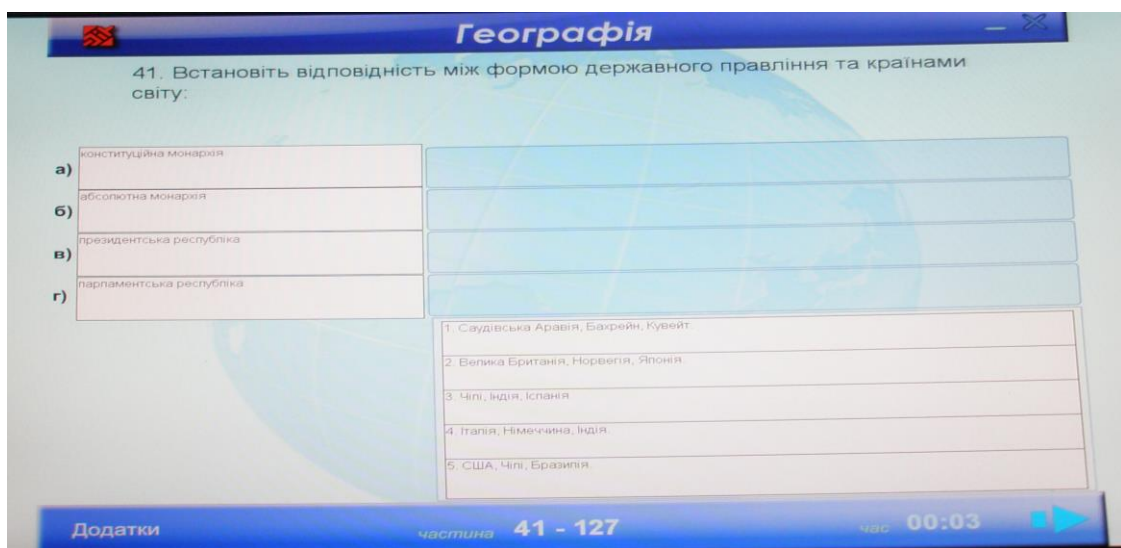 Географія
41. Встановіть відповідність між формою державного правління та країнами
світу:
а) конституційна монархія
б) абсолютна монархія
в) президентська республіка
г) парламентська республіка
1. Саудівська Аравія, Бахрейн, Кувейт.
2. Велика Британія, Норвегія, Японія.
3. Чілі, Індія, Іспанія
4. Італія, Німеччина, Індія.
5. США, Чілі, Бразилія.
Додатки частина 41 - 127 час 00:03